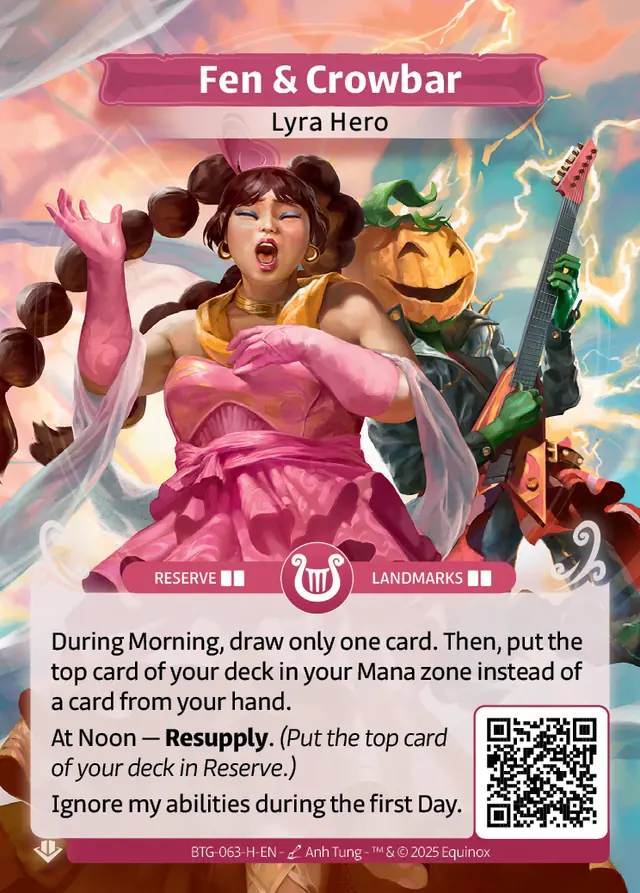 Fen & Crowbar
Lyra Hero
RESERVE
LANDMARKS
During Morning, draw only one card. Then, put the
top card of your deck in your Mana zone instead of
a card from your hand.
At Noon — Resupply. (Put the top card
of your deck in Reserve.)
Ignore my abilities during the first Day.
BTG-063-H-EN - Anh Tung - ™ & © 2025 Equinox